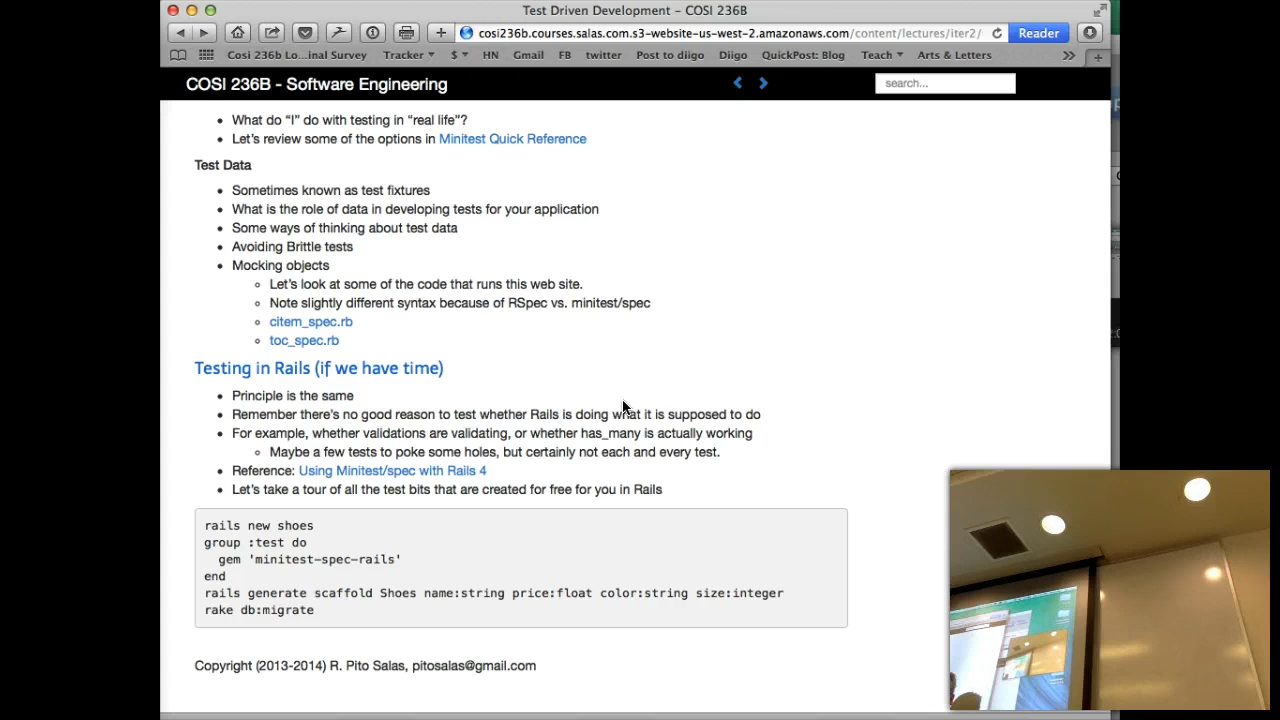 Test Driven Development – COSI 236B
cosi236b.courses.salas.com.s3-website-us-west-2.amazonaws.com/content/lectures/iter2/
Reader
Cosi 236b Lo...inal Survey Tracker $ HN Gmail FB twitter Post to diigo Diigo QuickPost: Blog Teach Arts & Letters
COSI 236B - Software Engineering
search...
What do “I” do with testing in “real life”?
Let’s review some of the options in Minitest Quick Reference
Test Data
Sometimes known as test fixtures
What is the role of data in developing tests for your application
Some ways of thinking about test data
Avoiding Brittle tests
Mocking objects
Let’s look at some of the code that runs this web site.
Note slightly different syntax because of RSpec vs. minitest/spec
citem_spec.rb
toc_spec.rb
Testing in Rails (if we have time)
Principle is the same
Remember there’s no good reason to test whether Rails is doing what it is supposed to do
For example, whether validations are validating, or whether has_many is actually working
Maybe a few tests to poke some holes, but certainly not each and every test.
Reference: Using Minitest/spec with Rails 4
Let’s take a tour of all the test bits that are created for free for you in Rails
rails new shoes
group :test do
gem 'minitest-spec-rails'
end
rails generate scaffold Shoes name:string price:float color:string size:integer
rake db:migrate
Copyright (2013-2014) R. Pito Salas, pitosalas@gmail.com